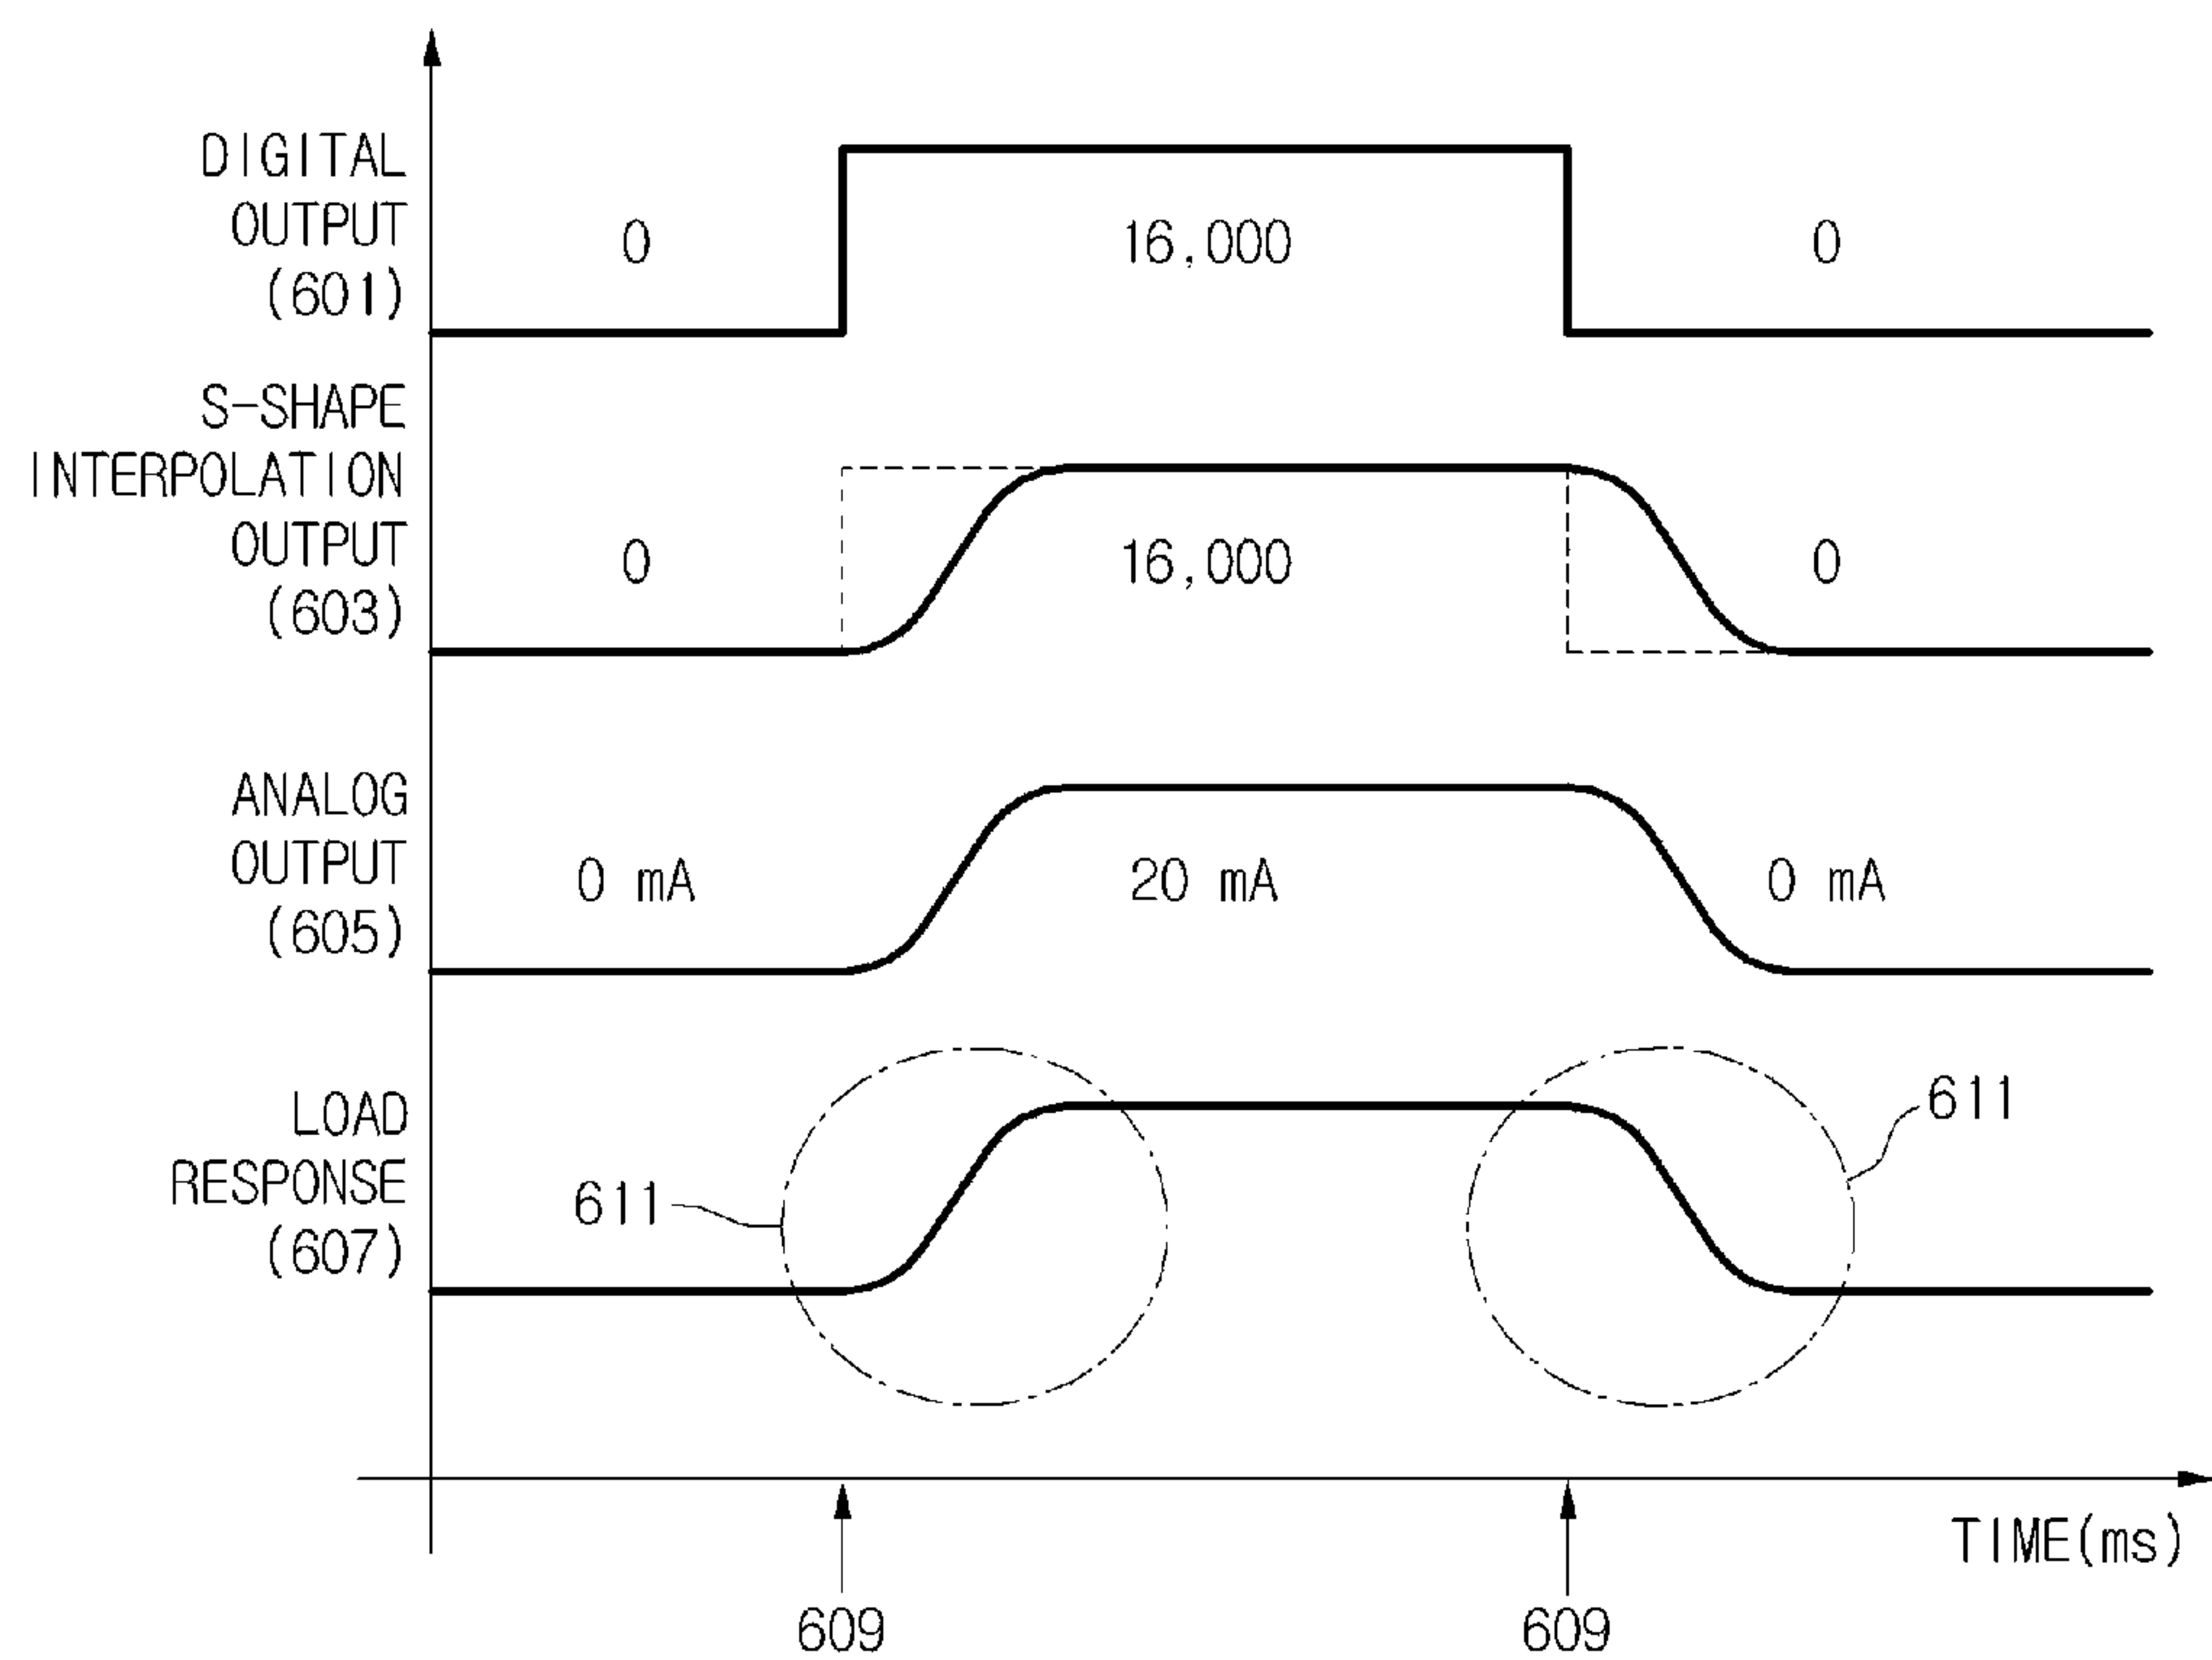 DIGITAL
OUTPUT
(601)
0
16,000
0
S-SHAPE
INTERPOLATION
OUTPUT
(603)
0
16,000
0
ANALOG
OUTPUT
(605)
0 mA
20 mA
0 mA
LOAD
RESPONSE
(607)
611
611
TIME(ms)
609
609